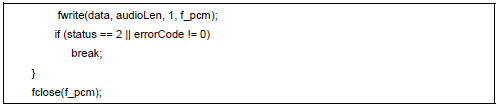 fwrite(data, audioLen, 1, f_pcm);
if (status == 2 || errorCode != 0)
break;
}
fclose(f_pcm);